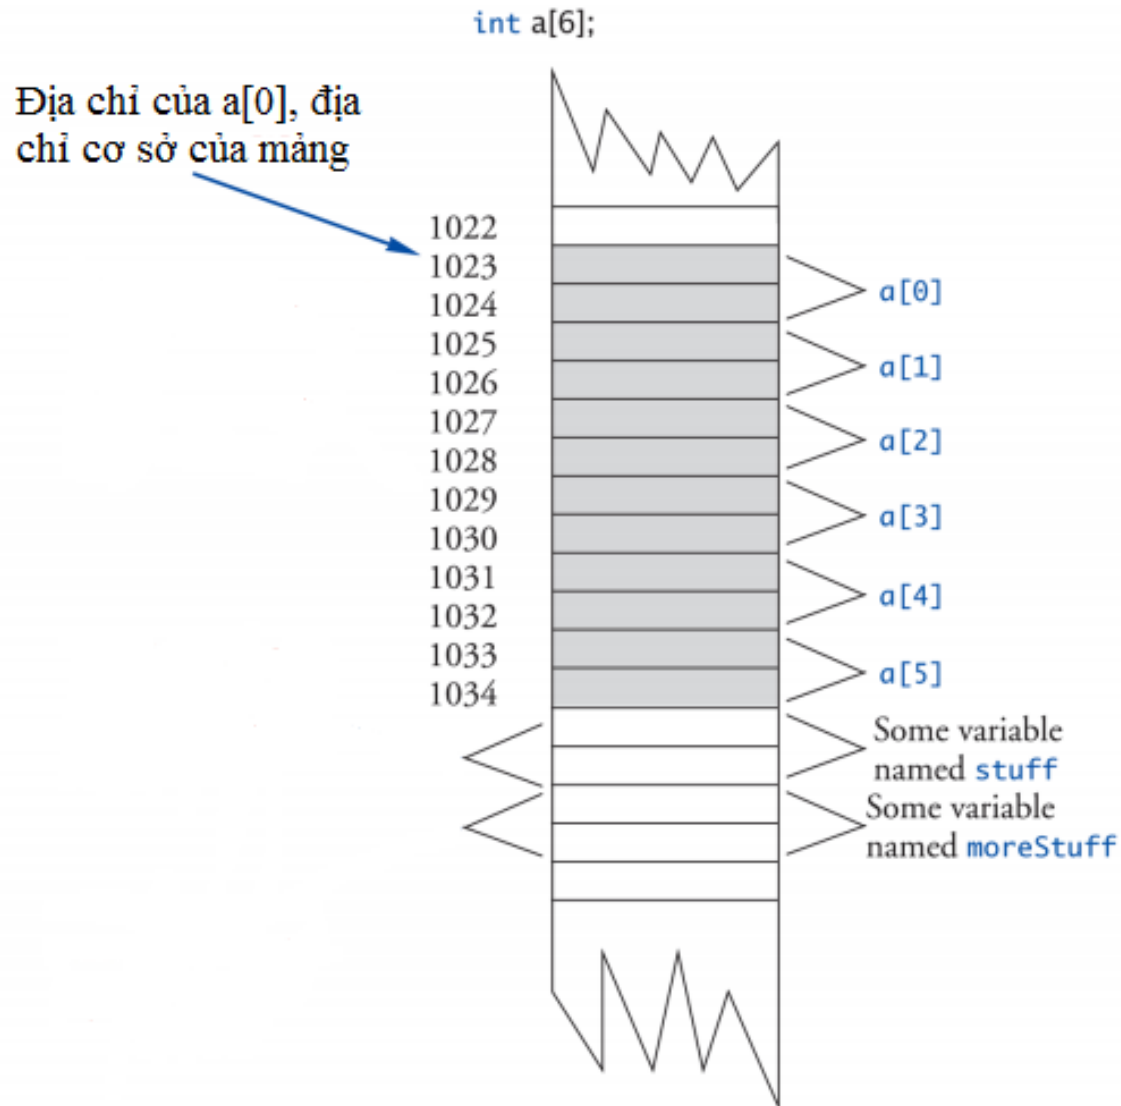 int a[6];
Địa chỉ của a[0], địa
chỉ cơ sở của mảng
1022
1023
1024
1025
1026
1027
1028
1029
1030
1031
1032
1033
1034
a[0]
a[1]
a[2]
a[3]
a[4]
a[5]
Some variable
named stuff
Some variable
named moreStuff